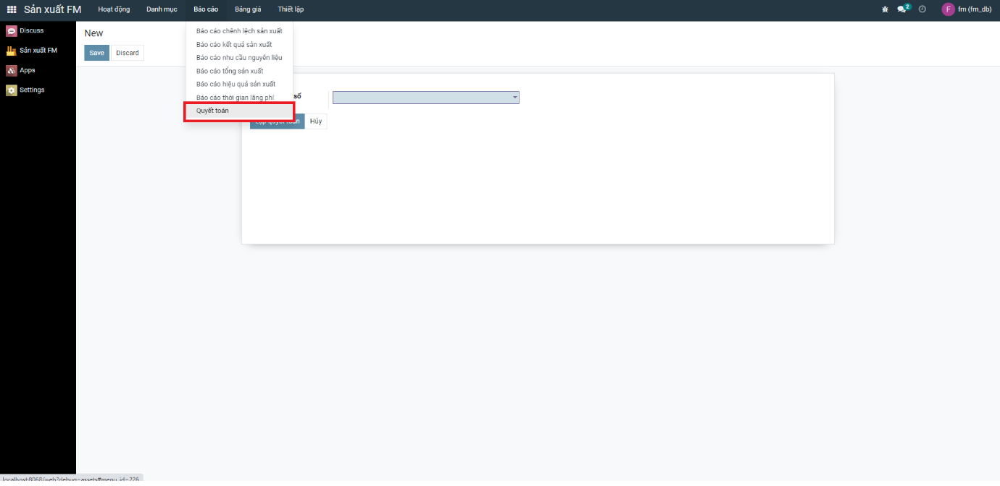 Sản xuất FM Hoạt động Danh mục Báo cáo Bảng giá Thiết lập 2 F fm (fm_db)
Discuss
Sản xuất FM
Apps
Settings
New
Save Discard
Báo cáo chênh lệch sản xuất
Báo cáo kết quả sản xuất
Báo cáo nhu cầu nguyên liệu
Báo cáo tổng sản xuất
Báo cáo hiệu quả sản xuất
Báo cáo thời gian lãng phí
Quyết toán
số
Lập quyết toán Hủy
localhost:8068/web?debug=assets#menu_id=226